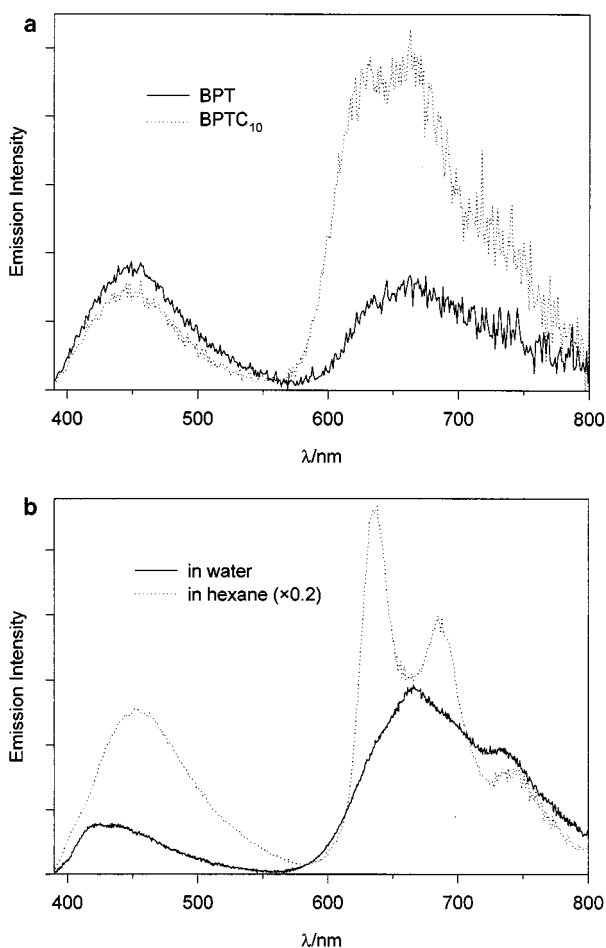 a
BPT
BPTC₁₀
Emission Intensity
400 500 600 700 800
λ/nm
b
in water
in hexane (×0.2)
Emission Intensity
400 500 600 700 800
λ/nm